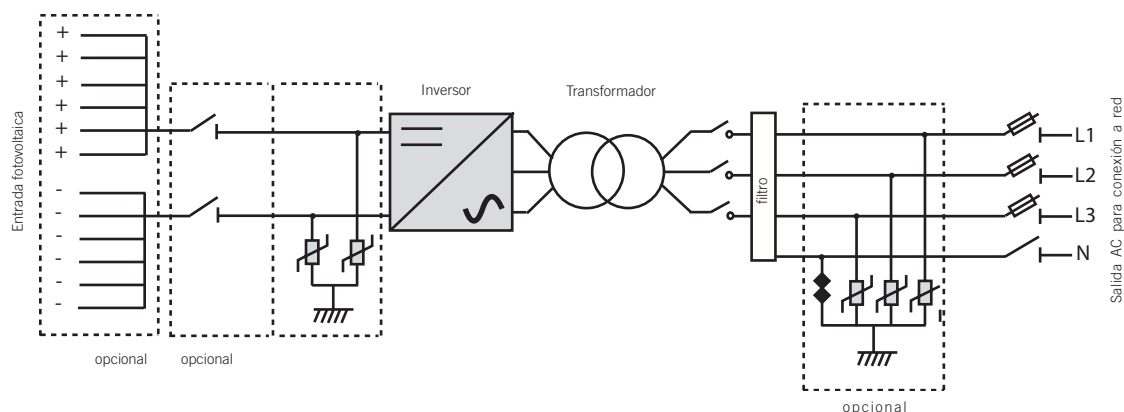 Entrada fotovoltaica
+
+
+
+
+
+
-
-
-
-
-
-
opcional
opcional
Inversor
Transformador
filtro
L1
L2
L3
N
opcional
Salida AC para conexión a red